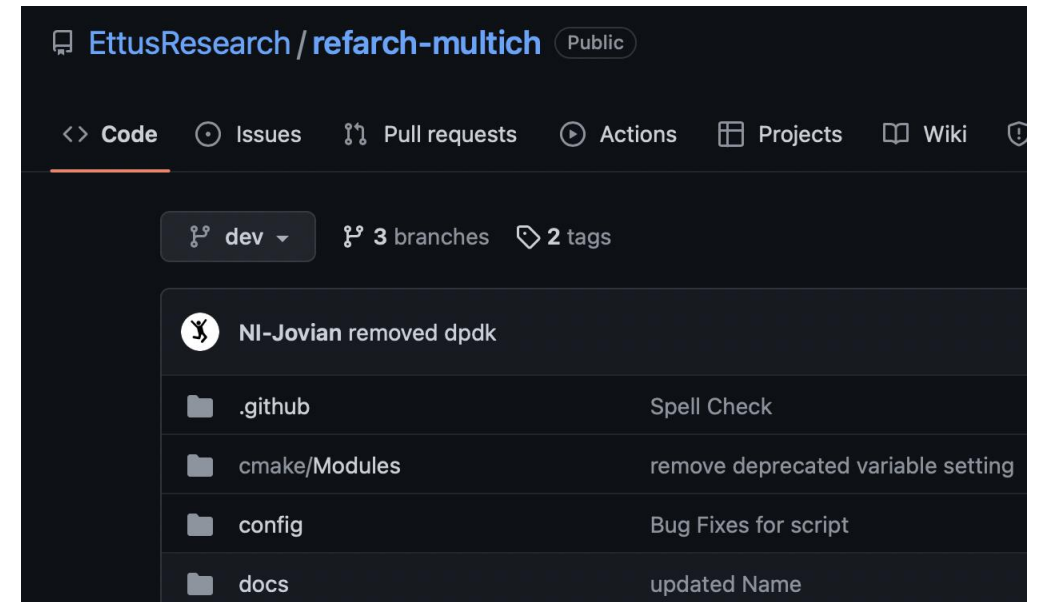 EttusResearch / refarch-multich Public
Code Issues Pull requests Actions Projects Wiki
dev 3 branches 2 tags
NI-Jovian removed dpdk
.github Spell Check
cmake/Modules remove deprecated variable setting
config Bug Fixes for script
docs updated Name